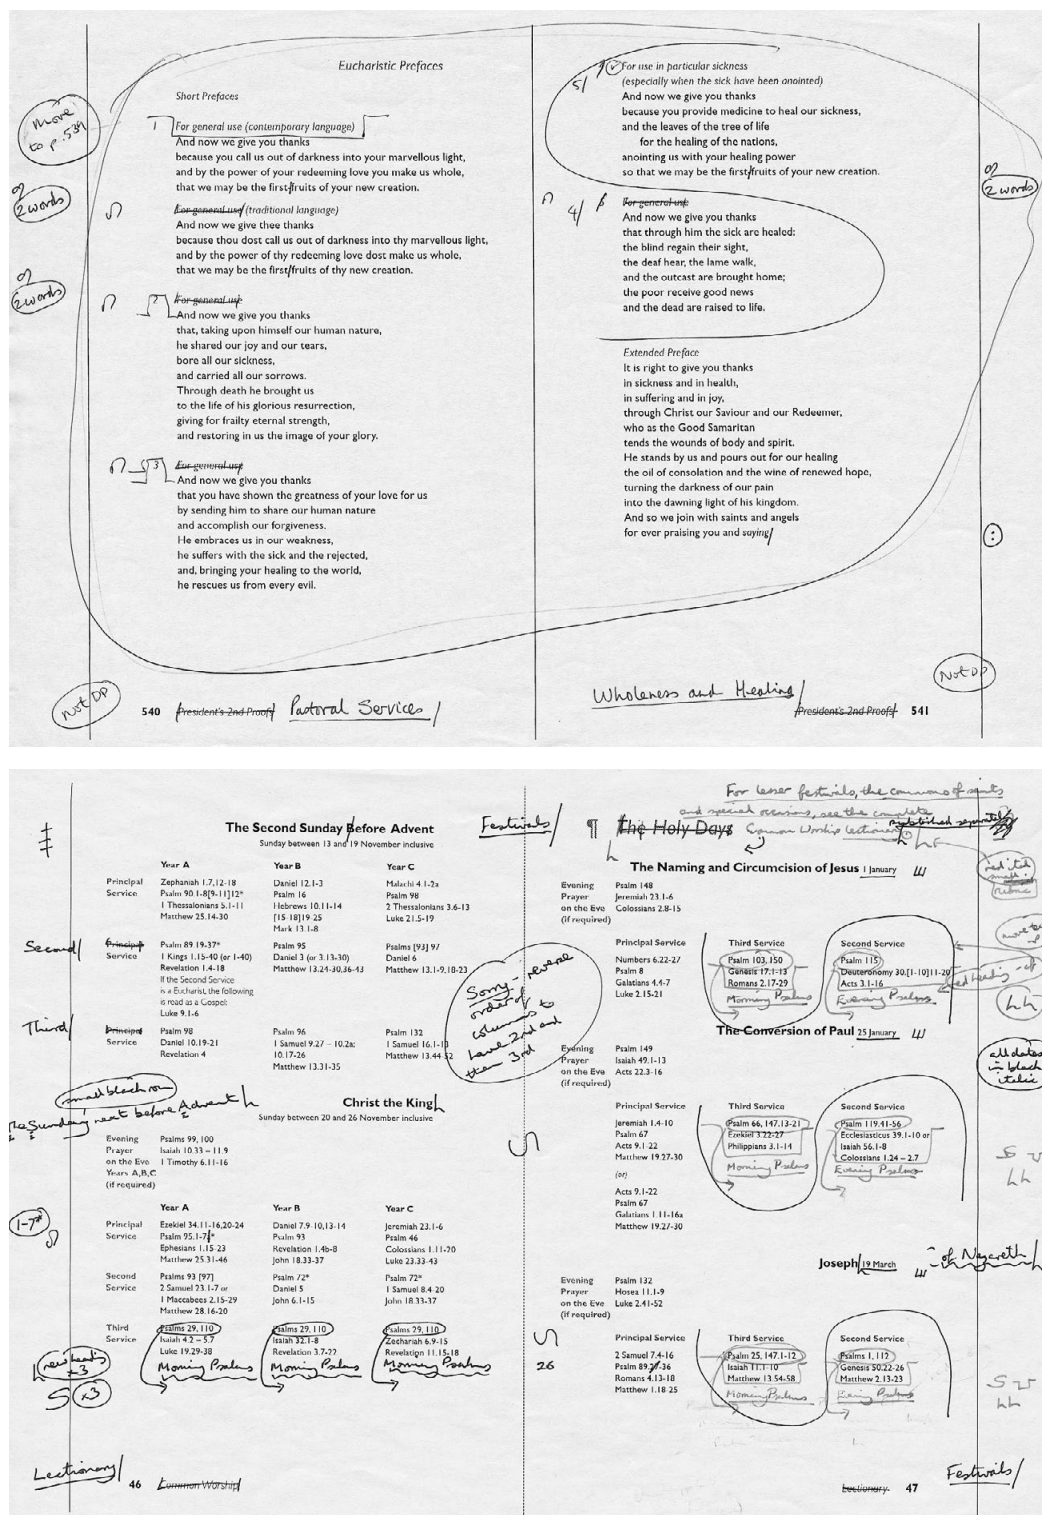 Eucharistic Prefaces
Short Prefaces
Move
to p.539
1
For general use (contemporary language)
And now we give you thanks
because you call us out of darkness into your marvellous light,
and by the power of your redeeming love you make us whole,
that we may be the first/fruits of your new creation.
2 words
For general use (traditional language)
And now we give thee thanks
because thou dost call us out of darkness into thy marvellous light,
and by the power of thy redeeming love dost make us whole,
that we may be the first/fruits of thy new creation.
2 words
2
For general use
And now we give you thanks
that, taking upon himself our human nature,
he shared our joy and our tears,
bore all our sickness,
and carried all our sorrows.
Through death he brought us
to the life of his glorious resurrection,
giving for frailty eternal strength,
and restoring in us the image of your glory.
3
For general use
And now we give you thanks
that you have shown the greatness of your love for us
by sending him to share our human nature
and accomplish our forgiveness.
He embraces us in our weakness,
he suffers with the sick and the rejected,
and, bringing your healing to the world,
he rescues us from every evil.
Not DP
540 President's 2nd Proofs Pastoral Services/
5/
For use in particular sickness
(especially when the sick have been anointed)
And now we give you thanks
because you provide medicine to heal our sickness,
and the leaves of the tree of life
for the healing of the nations,
anointing us with your healing power
so that we may be the first/fruits of your new creation.
2 words
4/
For general use
And now we give you thanks
that through him the sick are healed:
the blind regain their sight,
the deaf hear, the lame walk,
and the outcast are brought home;
the poor receive good news
and the dead are raised to life.
Extended Preface
It is right to give you thanks
in sickness and in health,
in suffering and in joy,
through Christ our Saviour and our Redeemer,
who as the Good Samaritan
tends the wounds of body and spirit.
He stands by us and pours out for our healing
the oil of consolation and the wine of renewed hope,
turning the darkness of our pain
into the dawning light of his kingdom.
And so we join with saints and angels
for ever praising you and saying/
:
Not DP
Wholeness and Healing/
President's 2nd Proofs 541
The Second Sunday Before Advent
Festivals/
Sunday between 13 and 19 November inclusive
Year A Year B Year C
Principal Zephaniah 1.7,12-18 Daniel 12.1-3 Malachi 4.1-2a
Service Psalm 90.1-8[9-11]12* Psalm 16 Psalm 98
1 Thessalonians 5.1-11 Hebrews 10.11-14 2 Thessalonians 3.6-13
Matthew 25.14-30 [15-18]19-25 Luke 21.5-19
Mark 13.1-8
Second/ Principal Psalm 89.19-37* Psalm 95 Psalms [93] 97
Service 1 Kings 1.15-40 (or 1-40) Daniel 3 (or 3.13-30) Daniel 6
Revelation 1.4-18 Matthew 13.24-30,36-43 Matthew 13.1-9,18-23
If the Second Service
is a Eucharist, the following
is read as a Gospel:
Luke 9.1-6
Third/ Principal Psalm 98 Psalm 96 Psalm 132
Service Daniel 10.19-21 1 Samuel 9.27 – 10.2a; 1 Samuel 16.1-13
Revelation 4 10.17-26 Matthew 13.44-52
Matthew 13.31-35
Sorry – reverse
order of
columns to
have 2nd and
then 3rd
Christ the King
The Sunday next before Advent
Sunday between 20 and 26 November inclusive
Evening Psalms 99, 100
Prayer Isaiah 10.33 – 11.9
on the Eve 1 Timothy 6.11-16
Years A,B,C
(if required)
Year A Year B Year C
1-7*
Principal Ezekiel 34.11-16,20-24 Daniel 7.9-10,13-14 Jeremiah 23.1-6
Service Psalm 95.1-7* Psalm 93 Psalm 46
Ephesians 1.15-23 Revelation 1.4b-8 Colossians 1.11-20
Matthew 25.31-46 John 18.33-37 Luke 23.33-43
Second Psalms 93 [97] Psalm 72* Psalm 72*
Service 2 Samuel 23.1-7 or Daniel 5 1 Samuel 8.4-20
1 Maccabees 2.15-29 John 6.1-15 John 18.33-37
Matthew 28.16-20
Third Psalms 29, 110 Psalms 29, 110 Psalms 29, 110
Service Isaiah 4.2 – 5.7 Isaiah 32.1-8 Zechariah 6.9-15
Luke 19.29-38 Revelation 3.7-22 Revelation 11.15-18
Morning Psalms Morning Psalms Morning Psalms
x3
x3
Lectionary/
46 Common Worship
For lesser festivals, the commons of saints
and special occasions, see the complete
Common Worship Lectionary
published separately
The Holy Days
The Naming and Circumcision of Jesus 1 January
Evening Psalm 148
Prayer Jeremiah 23.1-6
on the Eve Colossians 2.8-15
(if required)
Principal Service Third Service Second Service
Numbers 6.22-27 Psalm 103, 150 Psalm 115
Psalm 8 Genesis 17.1-13 Deuteronomy 30.[1-10]11-20
Galatians 4.4-7 Romans 2.17-29 Acts 3.1-16
Luke 2.15-21 Morning Psalms Evening Psalms
The Conversion of Paul 25 January
all dates
in black
italic
Evening Psalm 149
Prayer Isaiah 49.1-13
on the Eve Acts 22.3-16
(if required)
Principal Service Third Service Second Service
Jeremiah 1.4-10 Psalm 66, 147.13-21 Psalm 119.41-56
Psalm 67 Ezekiel 3.22-27 Ecclesiasticus 39.1-10 or
Acts 9.1-22 Philippians 3.1-14 Isaiah 56.1-8
Matthew 19.27-30 Morning Psalms Colossians 1.24 – 2.7
Evening Psalms
(or)
Acts 9.1-22
Psalm 67
Galatians 1.11-16a
Matthew 19.27-30
Joseph 19 March of Nazareth
Evening Psalm 132
Prayer Hosea 11.1-9
on the Eve Luke 2.41-52
(if required)
Principal Service Third Service Second Service
2 Samuel 7.4-16 Psalm 25, 147.1-12 Psalms 1, 112
26 Psalm 89.27-36 Isaiah 11.1-10 Genesis 50.22-26
Romans 4.13-18 Matthew 13.54-58 Matthew 2.13-23
Matthew 1.18-25 Morning Psalms Evening Psalms
Festivals/
Lectionary 47